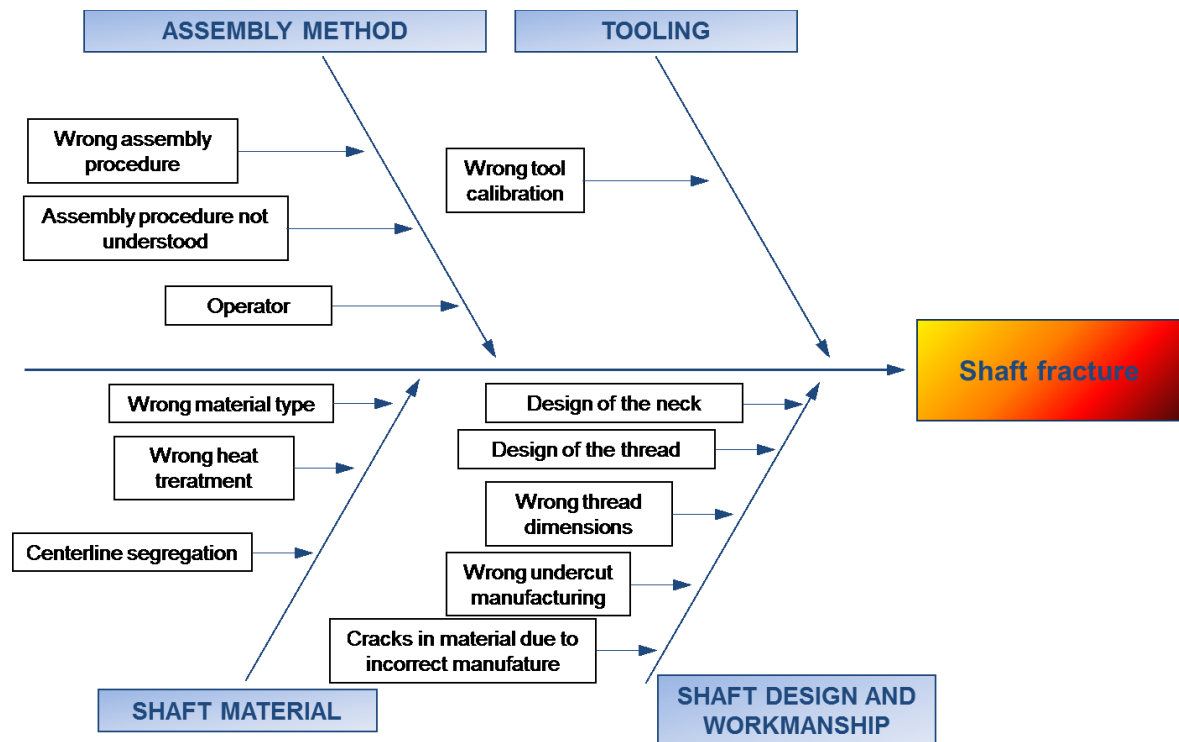 ASSEMBLY METHOD
TOOLING
Wrong assembly
procedure
Wrong tool
calibration
Assembly procedure not
understood
Operator
Shaft fracture
Wrong material type
Design of the neck
Wrong heat
treratment
Design of the thread
Wrong thread
dimensions
Centerline segregation
Wrong undercut
manufacturing
Cracks in material due to
incorrect manufature
SHAFT MATERIAL
SHAFT DESIGN AND
WORKMANSHIP